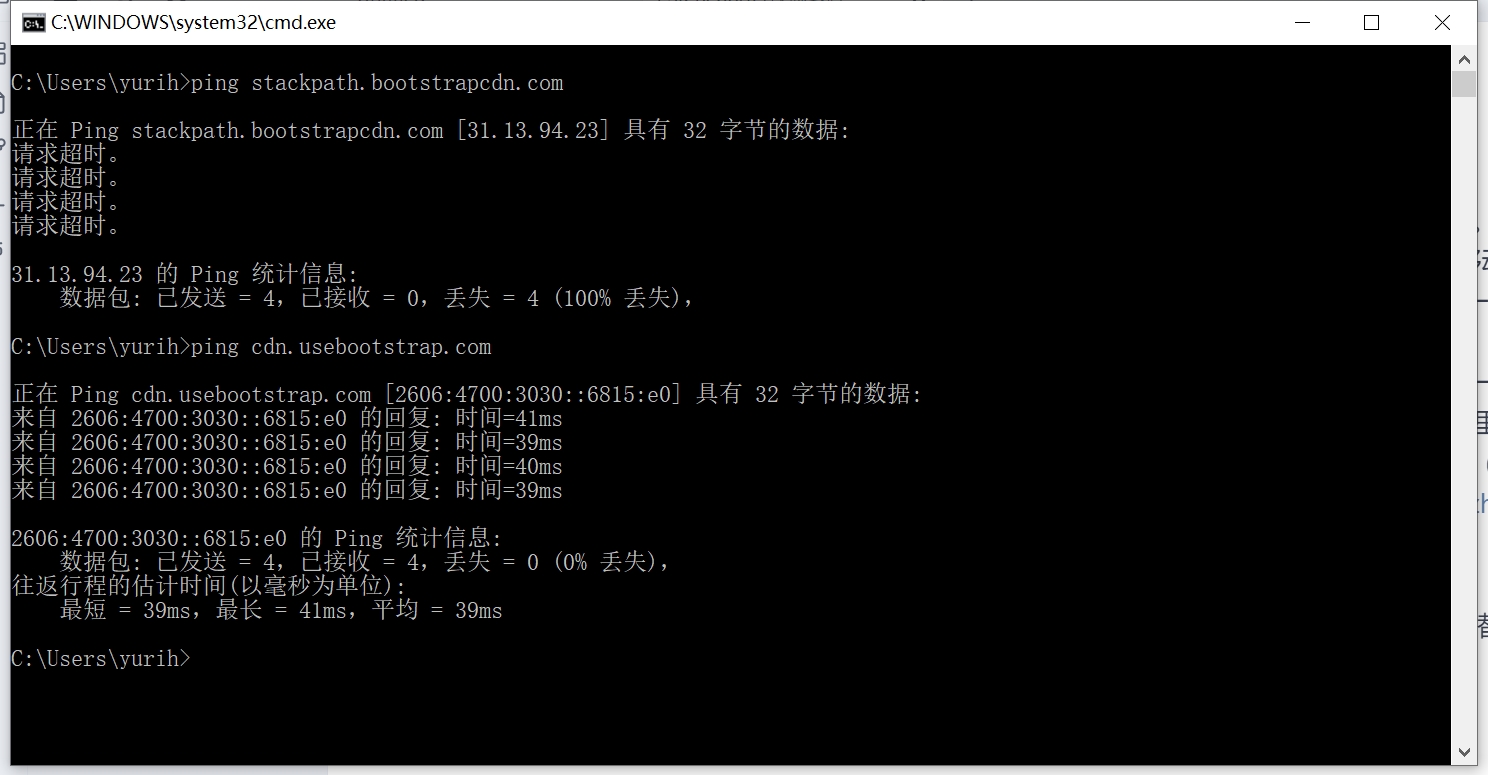 C:\WINDOWS\system32\cmd.exe
C:\Users\yurih>ping stackpath.bootstrapcdn.com
正在 Ping stackpath.bootstrapcdn.com [31.13.94.23] 具有 32 字节的数据:
请求超时。
请求超时。
请求超时。
请求超时。
31.13.94.23 的 Ping 统计信息:
    数据包: 已发送 = 4，已接收 = 0，丢失 = 4 (100% 丢失)，
C:\Users\yurih>ping cdn.usebootstrap.com
正在 Ping cdn.usebootstrap.com [2606:4700:3030::6815:e0] 具有 32 字节的数据:
来自 2606:4700:3030::6815:e0 的回复: 时间=41ms
来自 2606:4700:3030::6815:e0 的回复: 时间=39ms
来自 2606:4700:3030::6815:e0 的回复: 时间=40ms
来自 2606:4700:3030::6815:e0 的回复: 时间=39ms
2606:4700:3030::6815:e0 的 Ping 统计信息:
    数据包: 已发送 = 4，已接收 = 4，丢失 = 0 (0% 丢失)，
往返行程的估计时间(以毫秒为单位):
    最短 = 39ms，最长 = 41ms，平均 = 39ms
C:\Users\yurih>